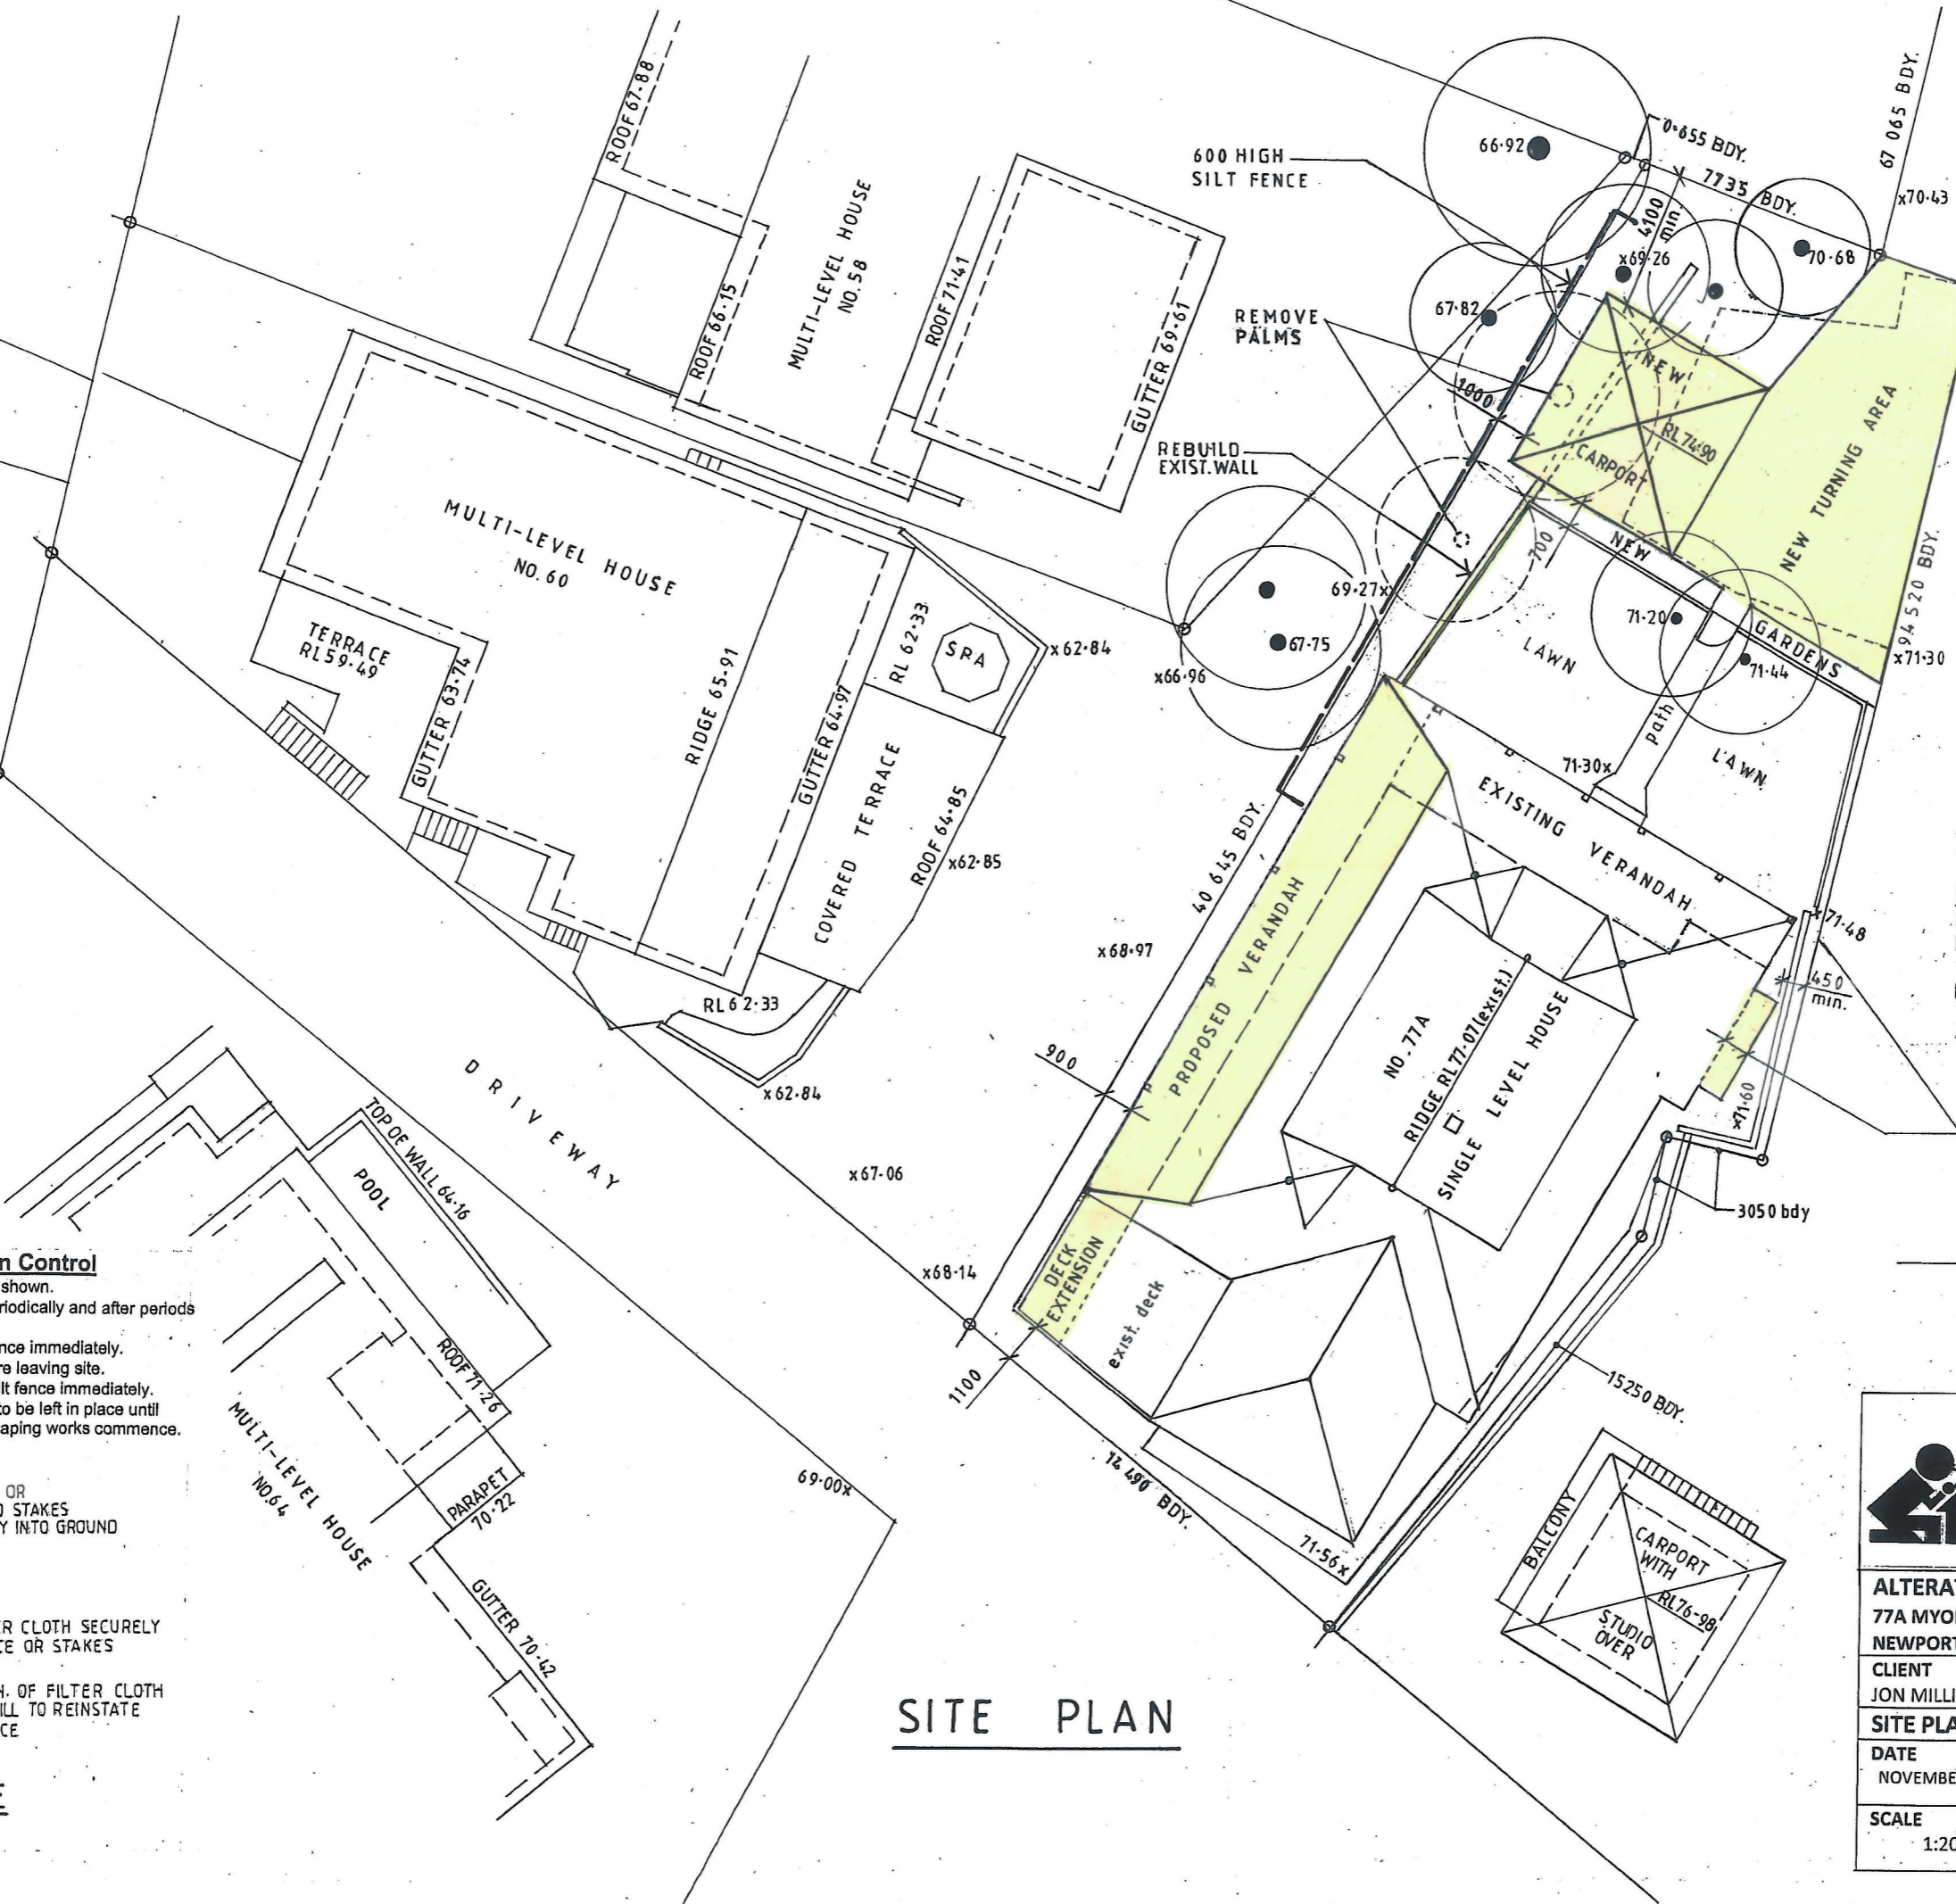 ROOF 67·88
MULTI-LEVEL HOUSE
NO.58
ROOF 66·15
ROOF 71·41
GUTTER 69·61
600 HIGH
SILT FENCE
66·92
0·655 BDY.
7735 BDY.
67 065 BDY.
x70·43
4100
min.
x69·26
70·68
67·82
REMOVE
PALMS
1000
NEW
CARPORT
RL74·90
NEW TURNING AREA
REBUILD
EXIST.WALL
700
NEW
GARDENS
94 520 BDY.
x71·30
69·27x
67·75
x66·96
LAWN
71·20
71·44
path
LAWN
71·30x
MULTI-LEVEL HOUSE
NO. 60
TERRACE
RL59·49
GUTTER 63·74
RIDGE 65·91
GUTTER 64·97
RL 62·33
SPA
x62·84
COVERED TERRACE
ROOF 64·85
x62·85
RL62·33
x62·84
EXISTING VERANDAH
40 645 BDY.
PROPOSED VERANDAH
x68·97
900
NO.77A
RIDGE RL77·07(exist.)
SINGLE LEVEL HOUSE
x71·48
450
min.
x71·60
3050 bdy
DRIVEWAY
x67·06
x68·14
DECK
EXTENSION
exist. deck
1100
14 490 BDY.
71·56x
15250 BDY.
TOP OF WALL 64·16
POOL
ROOF 71·26
MULTI-LEVEL HOUSE
NO.64
PARAPET
70·22
GUTTER 70·42
69·00x
BALCONY
CARPORT
WITH
RL76·98
STUDIO
OVER
n Control
shown.
riodically and after periods
nce immediately.
re leaving site.
lt fence immediately.
to be left in place until
aping works commence.
OR
STAKES
Y INTO GROUND
ER CLOTH SECURELY
CE OR STAKES
N. OF FILTER CLOTH
ILL TO REINSTATE
CE
SITE PLAN
ALTERA
77A MYO
NEWPORT
CLIENT
JON MILLI
SITE PLA
DATE
NOVEMBE
SCALE
1:20